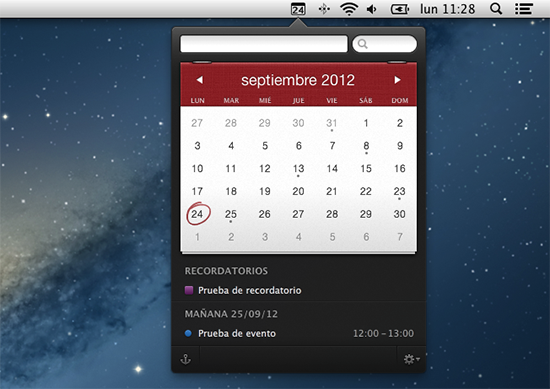 24 lun 11:28
septiembre 2012
LUN MAR MIÉ JUE VIE SÁB DOM
27 28 29 30 31 1 2
3 4 5 6 7 8 9
10 11 12 13 14 15 16
17 18 19 20 21 22 23
24 25 26 27 28 29 30
1 2 3 4 5 6 7
RECORDATORIOS
Prueba de recordatorio
MAÑANA 25/09/12
Prueba de evento 12:00 – 13:00